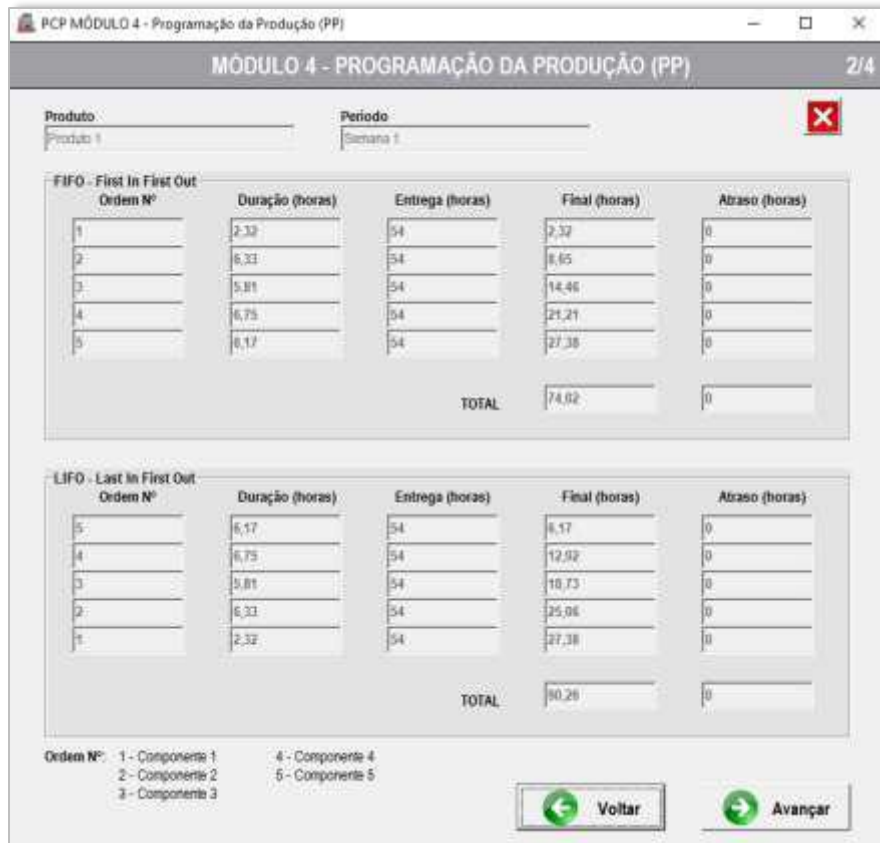 PCP MÓDULO 4 - Programação da Produção (PP)
MÓDULO 4 - PROGRAMAÇÃO DA PRODUÇÃO (PP) 2/4
Produto Período
Produto 1 Semana 1
FIFO - First In First Out
Ordem Nº Duração (horas) Entrega (horas) Final (horas) Atraso (horas)
1 2,32 54 2,32 0
2 6,33 54 8,65 0
3 5,81 54 14,46 0
4 6,75 54 21,21 0
5 6,17 54 27,38 0
TOTAL 74,02 0
LIFO - Last In First Out
Ordem Nº Duração (horas) Entrega (horas) Final (horas) Atraso (horas)
5 6,17 54 6,17 0
4 6,75 54 12,92 0
3 5,81 54 18,73 0
2 6,33 54 25,06 0
1 2,32 54 27,38 0
TOTAL 90,26 0
Ordem Nº: 1 - Componente 1 4 - Componente 4
2 - Componente 2 5 - Componente 5
3 - Componente 3
Voltar Avançar